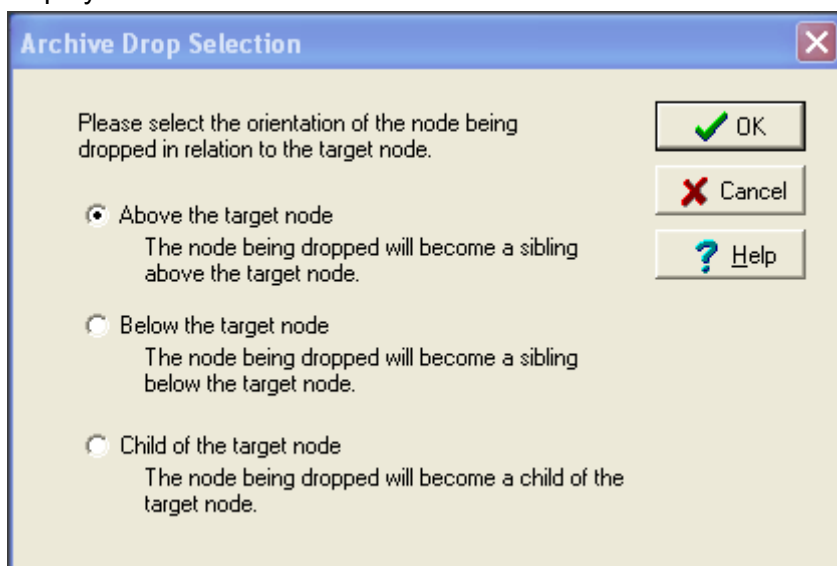 Archive Drop Selection
Please select the orientation of the node being
dropped in relation to the target node.
OK
Cancel
Help
Above the target node
The node being dropped will become a sibling
above the target node.
Below the target node
The node being dropped will become a sibling
below the target node.
Child of the target node
The node being dropped will become a child of the
target node.